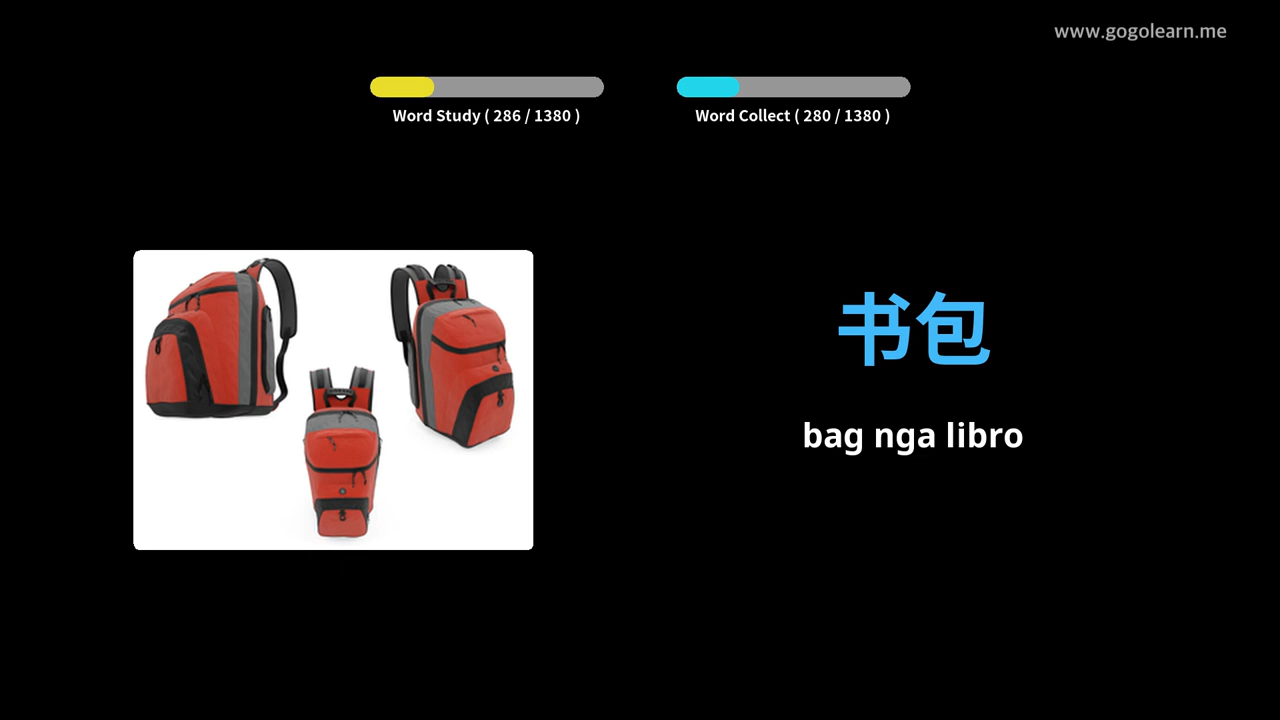 www.gogolearn.me
Word Study ( 286 / 1380 )
Word Collect ( 280 / 1380 )
书包
bag nga libro